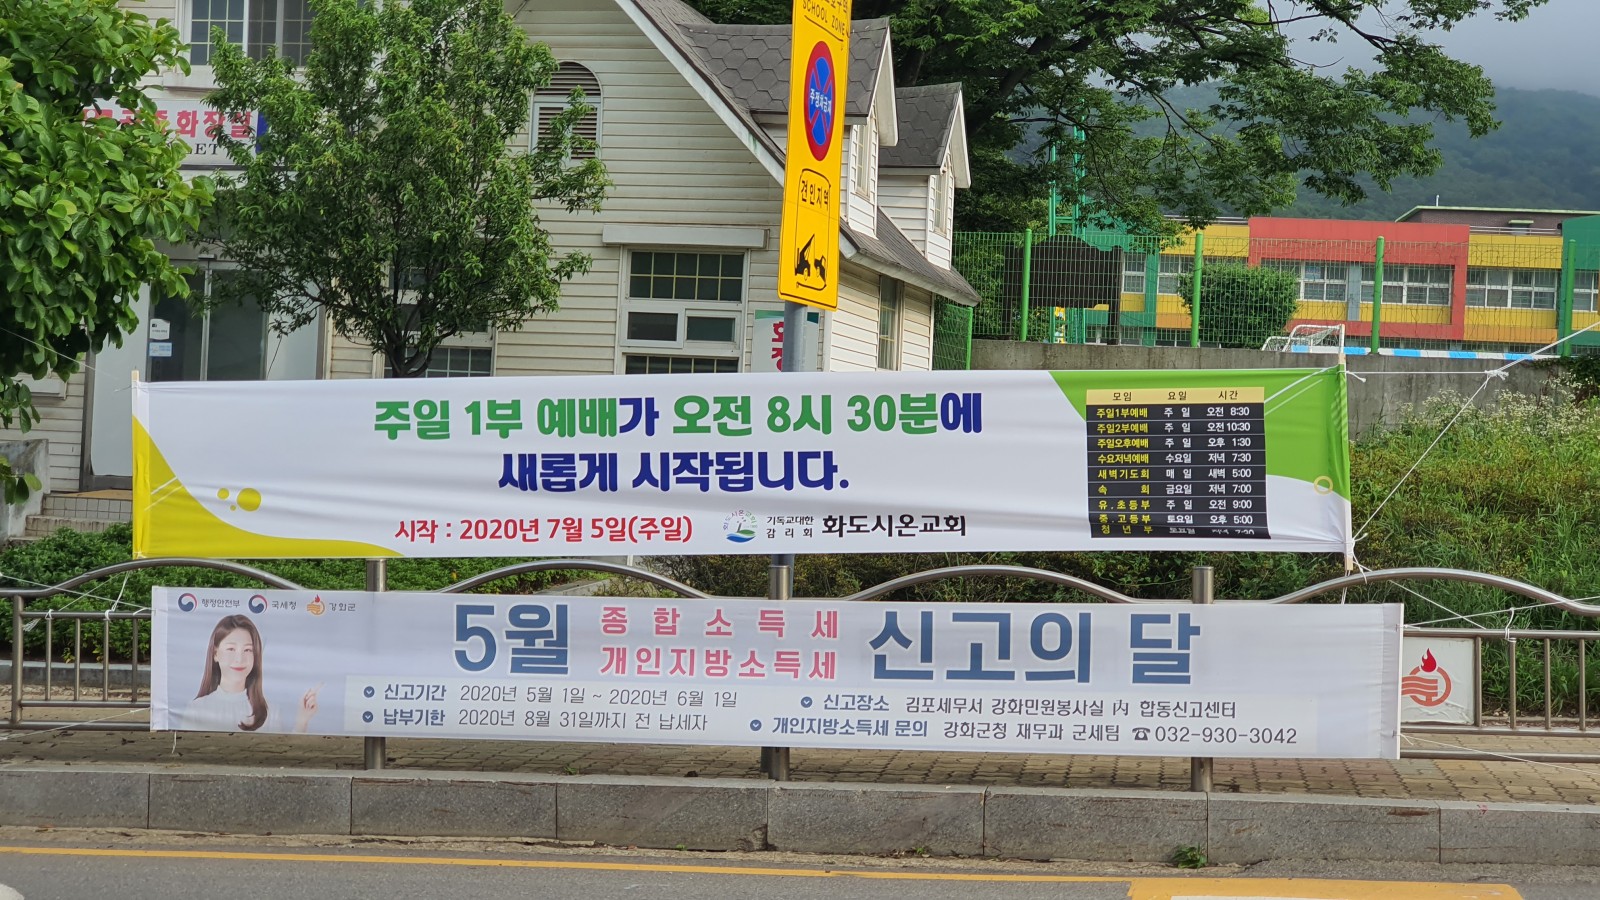 SCHOOL ZONE
주정차금지
견인지역
공중화장실
주일 1부 예배가 오전 8시 30분에
새롭게 시작됩니다.
시작 : 2020년 7월 5일(주일)
기독교대한
감리회
화도시온교회
모임 요일 시간
주일1부예배 주일 오전 8:30
주일2부예배 주일 오전 10:30
주일오후예배 주일 오후 1:30
수요저녁예배 수요일 저녁 7:30
새벽기도회 매일 새벽 5:00
속회 금요일 저녁 7:00
유.초등부 주일 오전 9:00
중.고등부 토요일 오후 5:00
청년부 토요일 7:30
행정안전부 국세청 강화군
5월 종합소득세 개인지방소득세 신고의 달
신고기간 2020년 5월 1일 ~ 2020년 6월 1일
납부기한 2020년 8월 31일까지 전 납세자
신고장소 김포세무서 강화민원봉사실 內 합동신고센터
개인지방소득세 문의 강화군청 재무과 군세팀 ☎032-930-3042